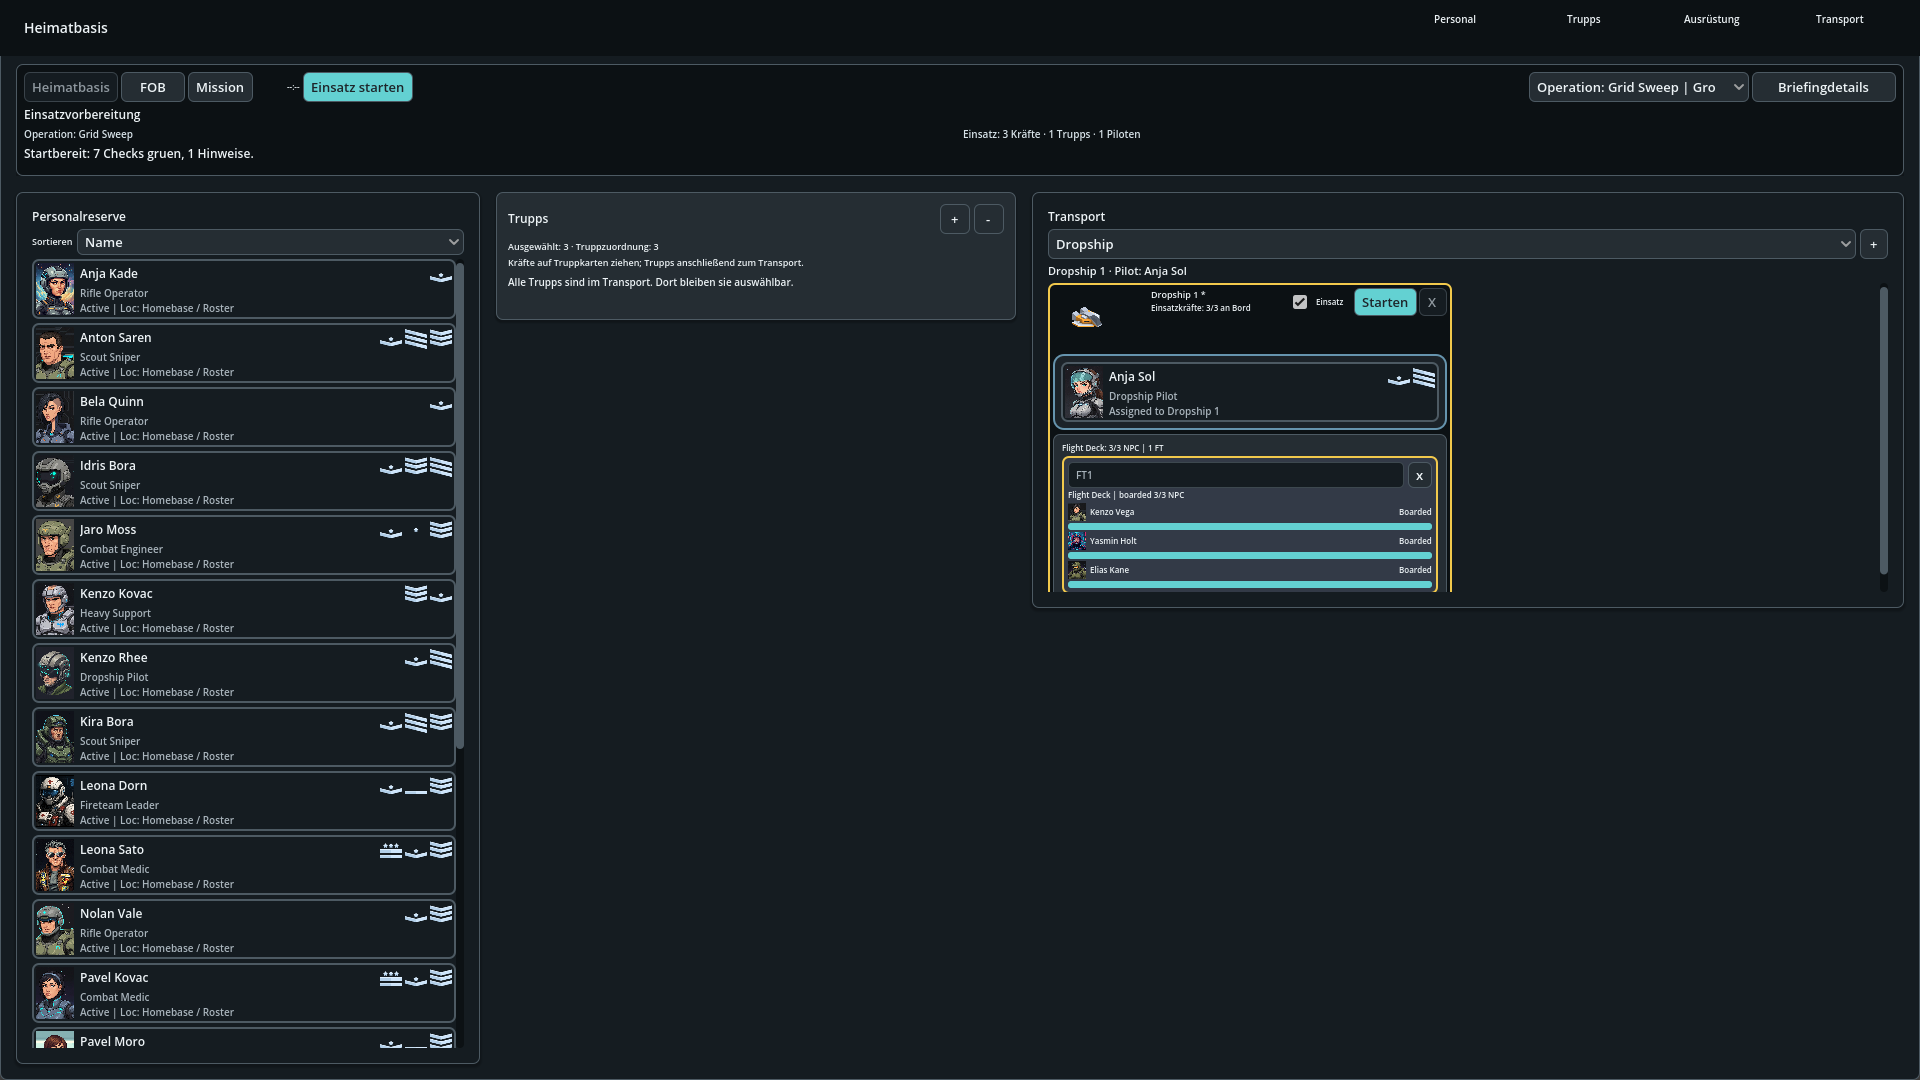 Heimatbasis
Personal
Trupps
Ausrüstung
Transport
Heimatbasis
FOB
Mission
--:--
Einsatz starten
Operation: Grid Sweep | Gro
Briefingdetails
Einsatzvorbereitung
Operation: Grid Sweep
Einsatz: 3 Kräfte · 1 Trupps · 1 Piloten
Startbereit: 7 Checks gruen, 1 Hinweise.
Personalreserve
Sortieren
Name
Anja Kade
Rifle Operator
Active | Loc: Homebase / Roster
Anton Saren
Scout Sniper
Active | Loc: Homebase / Roster
Bela Quinn
Rifle Operator
Active | Loc: Homebase / Roster
Idris Bora
Scout Sniper
Active | Loc: Homebase / Roster
Jaro Moss
Combat Engineer
Active | Loc: Homebase / Roster
Kenzo Kovac
Heavy Support
Active | Loc: Homebase / Roster
Kenzo Rhee
Dropship Pilot
Active | Loc: Homebase / Roster
Kira Bora
Scout Sniper
Active | Loc: Homebase / Roster
Leona Dorn
Fireteam Leader
Active | Loc: Homebase / Roster
Leona Sato
Combat Medic
Active | Loc: Homebase / Roster
Nolan Vale
Rifle Operator
Active | Loc: Homebase / Roster
Pavel Kovac
Combat Medic
Active | Loc: Homebase / Roster
Pavel Moro
Trupps
+
-
Ausgewählt: 3 · Truppzuordnung: 3
Kräfte auf Truppkarten ziehen; Trupps anschließend zum Transport.
Alle Trupps sind im Transport. Dort bleiben sie auswählbar.
Transport
Dropship
+
Dropship 1 · Pilot: Anja Sol
Dropship 1 *
Einsatzkräfte: 3/3 an Bord
Einsatz
Starten
X
Anja Sol
Dropship Pilot
Assigned to Dropship 1
Flight Deck: 3/3 NPC | 1 FT
FT1
x
Flight Deck | boarded 3/3 NPC
Kenzo Vega
Boarded
Yasmin Holt
Boarded
Elias Kane
Boarded